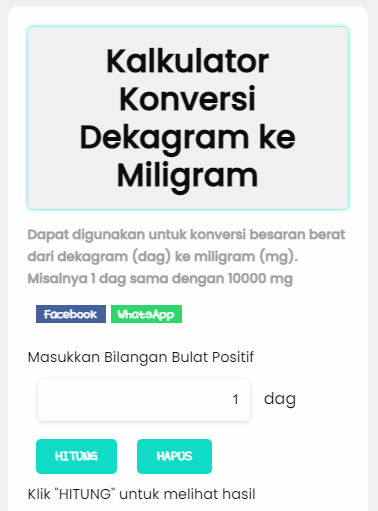 Kalkulator
Konversi
Dekagram ke
Miligram
Dapat digunakan untuk konversi besaran berat
dari dekagram (dag) ke miligram (mg).
Misalnya 1 dag sama dengan 10000 mg
Facebook WhatsApp
Masukkan Bilangan Bulat Positif
1 dag
HITUNG HAPUS
Klik "HITUNG" untuk melihat hasil